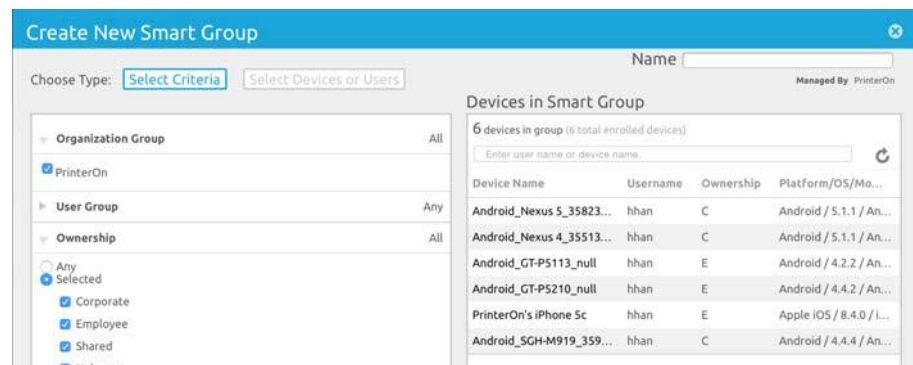 Create New Smart Group
Name
Choose Type: Select Criteria Select Devices or Users
Managed By PrinterOn
Devices in Smart Group
Organization Group All
PrinterOn
User Group Any
Ownership All
Any
Selected
Corporate
Employee
Shared
6 devices in group (6 total enrolled devices)
Enter user name or device name.
Device Name Username Ownership Platform/OS/Mo...
Android_Nexus 5_35823... hhan C Android / 5.1.1 / An...
Android_Nexus 4_35513... hhan C Android / 5.1.1 / An...
Android_GT-P5113_null hhan E Android / 4.2.2 / An...
Android_GT-P5210_null hhan E Android / 4.4.2 / An...
PrinterOn's iPhone 5c hhan E Apple iOS / 8.4.0 / i...
Android_SGH-M919_359... hhan C Android / 4.4.4 / An...